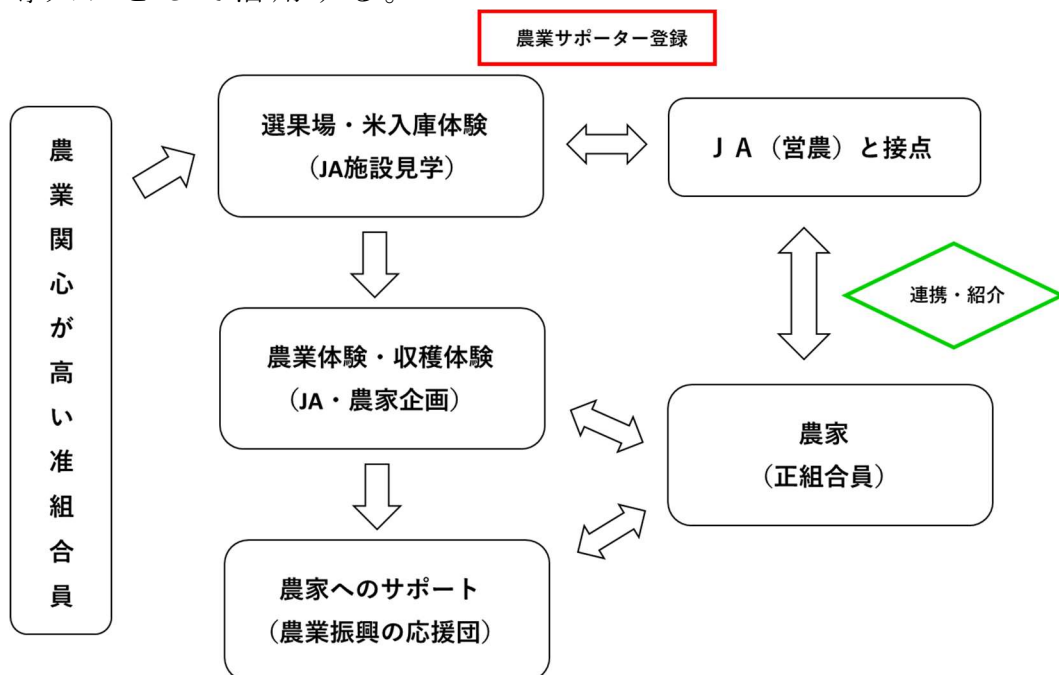 農業サポーター登録
農業関心が高い准組合員
選果場・米入庫体験
（JA施設見学）
ＪＡ（営農）と接点
連携・紹介
農業体験・収穫体験
（JA・農家企画）
農家
（正組合員）
農家へのサポート
（農業振興の応援団）